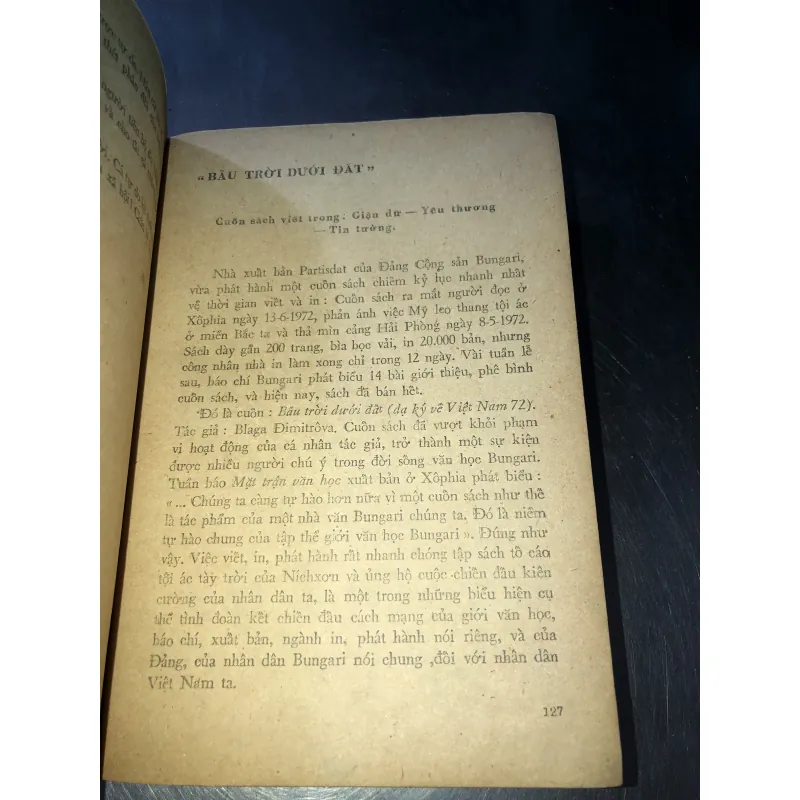 « BẦU TRỜI DƯỚI ĐẤT »
Cuốn sách viết trong: Giận dữ — Yêu thương
— Tin tưởng.
Nhà xuất bản Partisdat của Đảng Cộng sản Bungari,
vừa phát hành một cuốn sách chiếm kỷ lục nhanh nhất
về thời gian viết và in : Cuốn sách ra mắt người đọc ở
Xôphia ngày 13-6-1972, phản ánh việc Mỹ leo thang tội ác
ở miền Bắc ta và thả mìn cảng Hải Phòng ngày 8-5-1972.
Sách dày gần 200 trang, bìa bọc vải, in 20.000 bản, nhưng
công nhân nhà in làm xong chỉ trong 12 ngày. Vài tuần lễ
sau, báo chí Bungari phát biểu 14 bài giới thiệu, phê bình
cuốn sách, và hiện nay, sách đã bán hết.
Đó là cuốn : Bầu trời dưới đất (dạ ký về Việt Nam 72).
Tác giả : Blaga Đimitrôva. Cuốn sách đã vượt khỏi phạm
vi hoạt động của cá nhân tác giả, trở thành một sự kiện
được nhiều người chú ý trong đời sống văn học Bungari.
Tuần báo Mặt trận văn học xuất bản ở Xôphia phát biểu :
« ... Chúng ta càng tự hào hơn nữa vì một cuốn sách như thế
là tác phẩm của một nhà văn Bungari chúng ta. Đó là niềm
tự hào chung của tập thể giới văn học Bungari ». Đúng như
vậy. Việc viết, in, phát hành rất nhanh chóng tập sách tố cáo
tội ác tày trời của Níchxơn và ủng hộ cuộc chiến đấu kiên
cường của nhân dân ta, là một trong những biểu hiện cụ
thể tình đoàn kết chiến đấu cách mạng của giới văn học,
báo chí, xuất bản, ngành in, phát hành nói riêng, và của
Đảng, của nhân dân Bungari nói chung ,đối với nhân dân
Việt Nam ta.
127